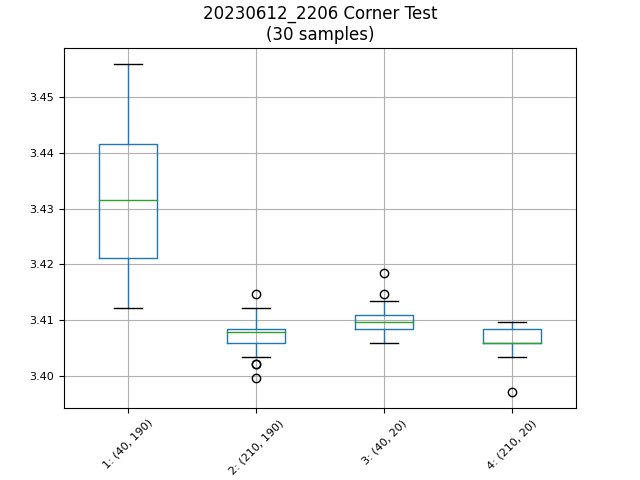 20230612_2206 Corner Test
(30 samples)
3.45
3.44
3.43
3.42
3.41
3.40
1: (40, 190)
2: (210, 190)
3: (40, 20)
4: (210, 20)